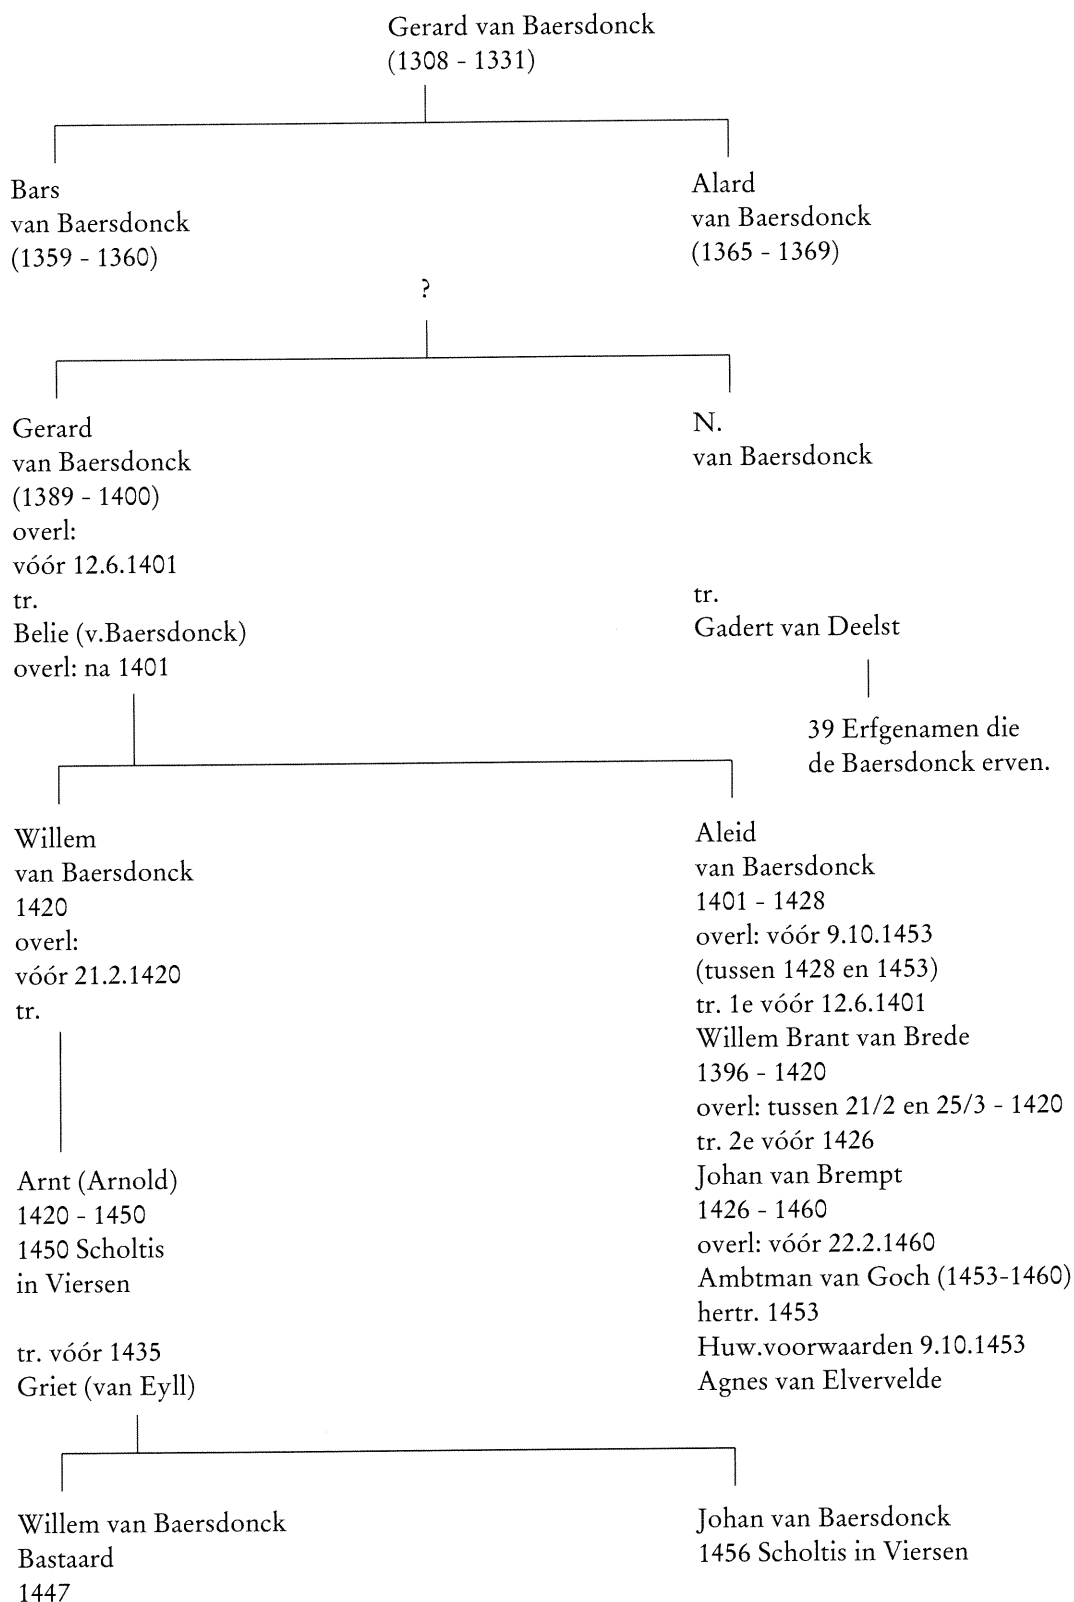 Gerard van Baersdonck
(1308 - 1331)
Bars
van Baersdonck
(1359 - 1360)
Alard
van Baersdonck
(1365 - 1369)
?
Gerard
van Baersdonck
(1389 - 1400)
overl:
vóór 12.6.1401
tr.
Belie (v.Baersdonck)
overl: na 1401
N.
van Baersdonck
tr.
Gadert van Deelst
39 Erfgenamen die
de Baersdonck erven.
Willem
van Baersdonck
1420
overl:
vóór 21.2.1420
tr.
Aleid
van Baersdonck
1401 - 1428
overl: vóór 9.10.1453
(tussen 1428 en 1453)
tr. 1e vóór 12.6.1401
Willem Brant van Brede
1396 - 1420
overl: tussen 21/2 en 25/3 - 1420
tr. 2e vóór 1426
Johan van Brempt
1426 - 1460
overl: vóór 22.2.1460
Ambtman van Goch (1453-1460)
hertr. 1453
Huw.voorwaarden 9.10.1453
Agnes van Elvervelde
Arnt (Arnold)
1420 - 1450
1450 Scholtis
in Viersen
tr. vóór 1435
Griet (van Eyll)
Willem van Baersdonck
Bastaard
1447
Johan van Baersdonck
1456 Scholtis in Viersen